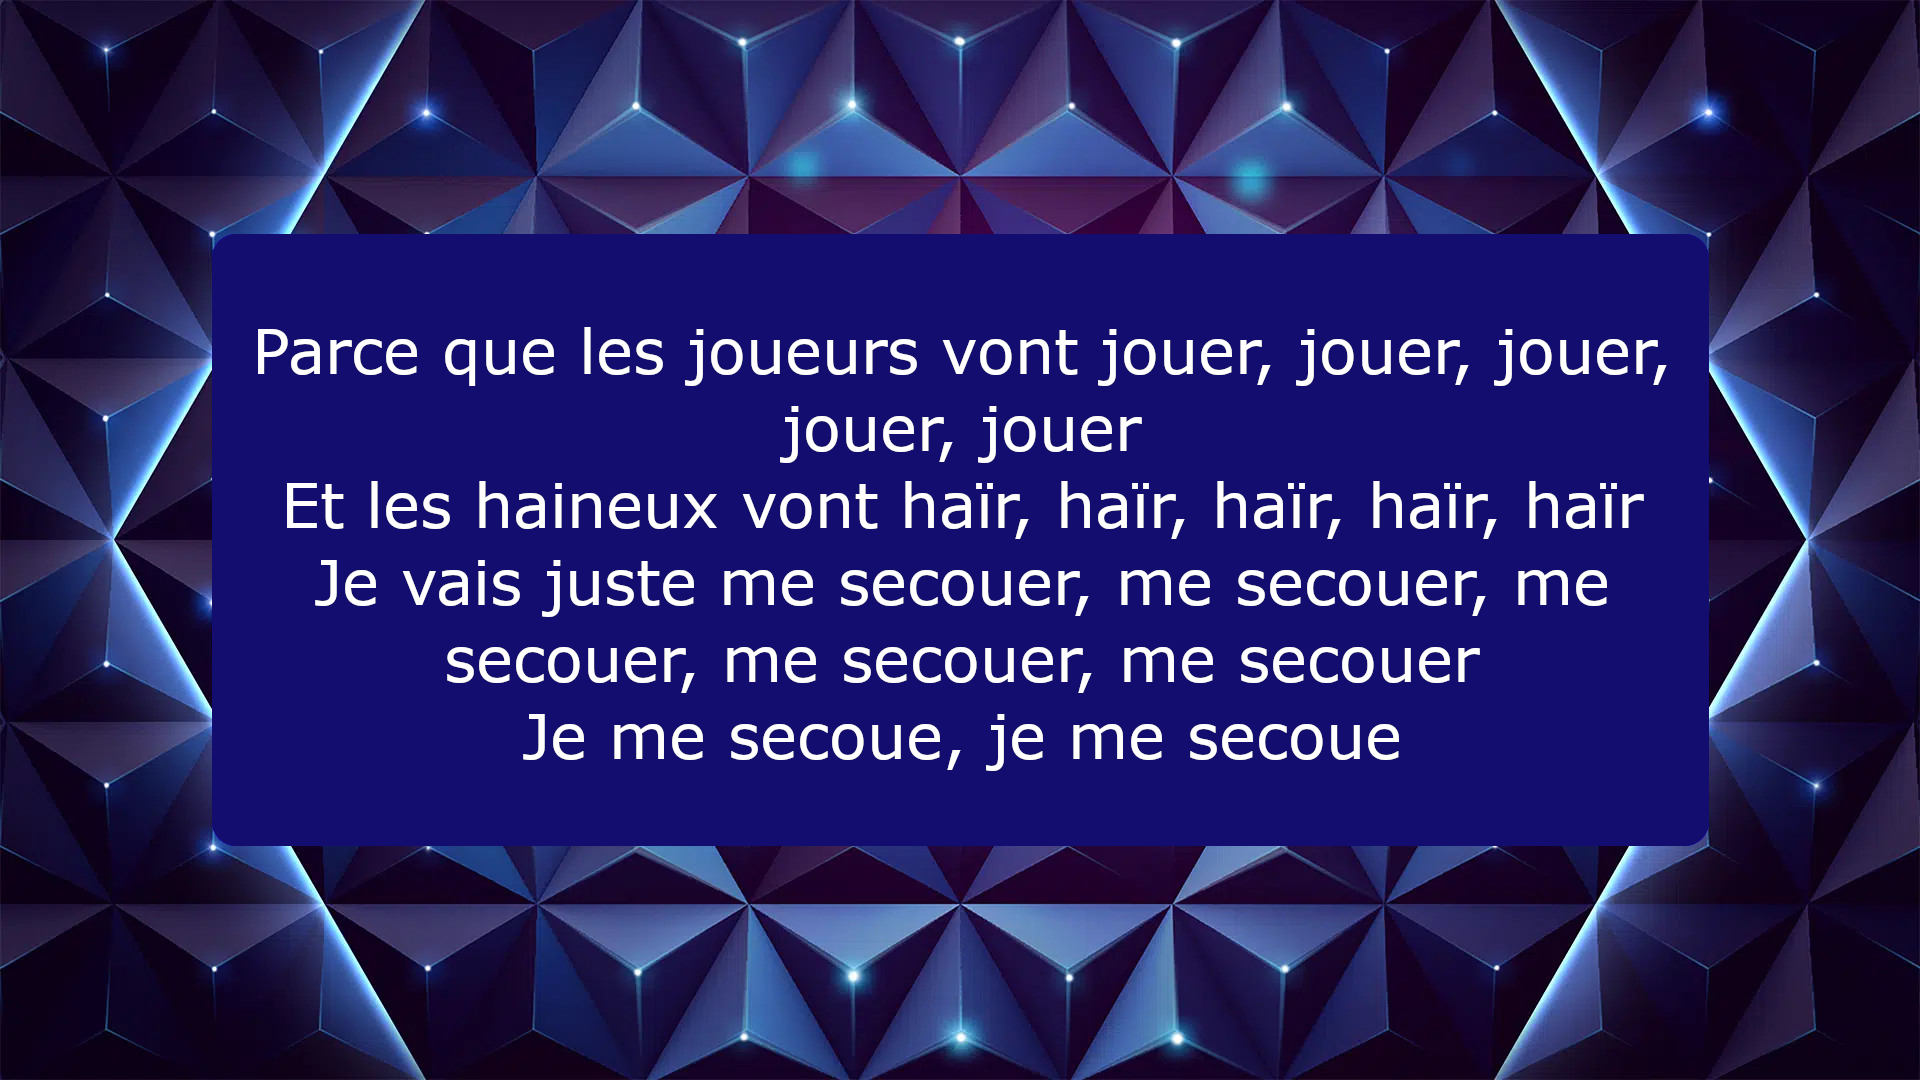 Parce que les joueurs vont jouer, jouer, jouer,
jouer, jouer
Et les haineux vont haïr, haïr, haïr, haïr, haïr
Je vais juste me secouer, me secouer, me
secouer, me secouer, me secouer
Je me secoue, je me secoue